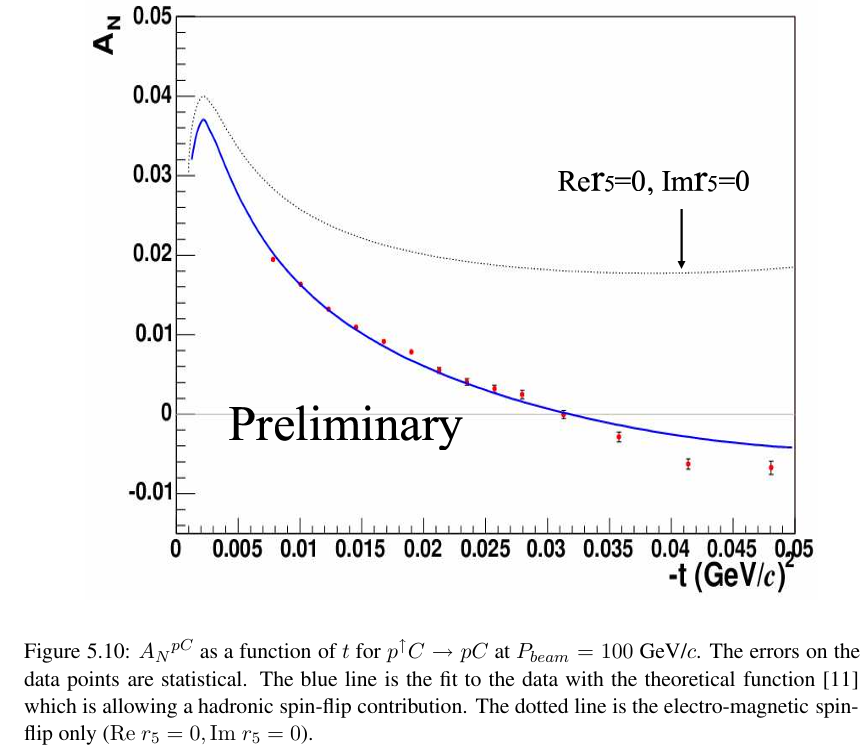 A_N
0.05
0.04
0.03
Rer5=0, Imr5=0
0.02
0.01
0
Preliminary
-0.01
0 0.005 0.01 0.015 0.02 0.025 0.03 0.035 0.04 0.045 0.05
-t (GeV/c)²
Figure 5.10: A_N^{pC} as a function of t for p↑C → pC at P_{beam} = 100 GeV/c. The errors on the
data points are statistical. The blue line is the fit to the data with the theoretical function [11]
which is allowing a hadronic spin-flip contribution. The dotted line is the electro-magnetic spin-
flip only (Re r₅ = 0, Im r₅ = 0).